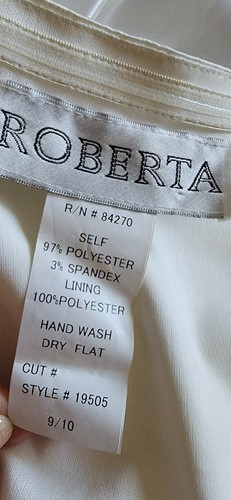 ROBERTA
R/N # 84270
SELF
97% POLYESTER
3% SPANDEX
LINING
100%POLYESTER
HAND WASH
DRY FLAT
CUT #
STYLE # 19505
9/10